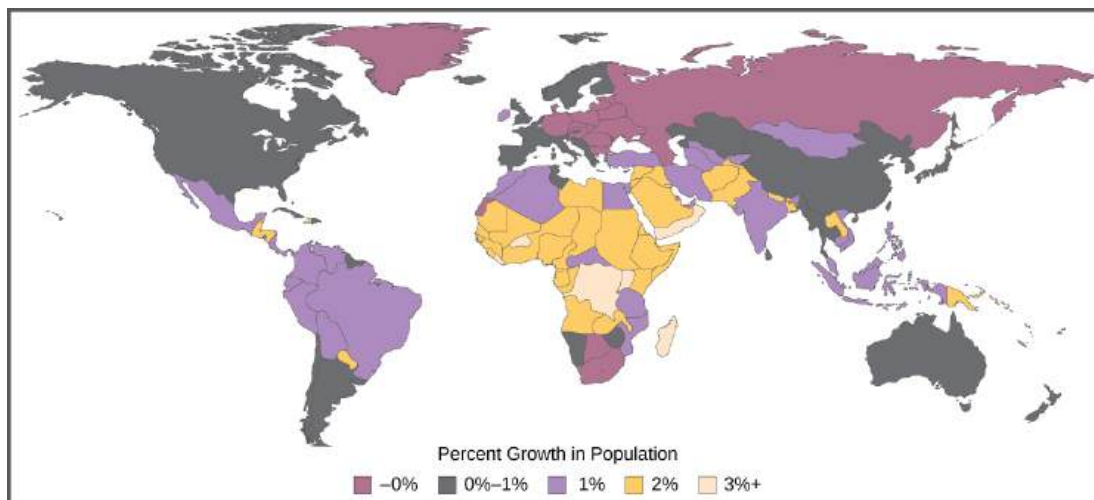 Percent Growth in Population
–0% 0%–1% 1% 2% 3%+